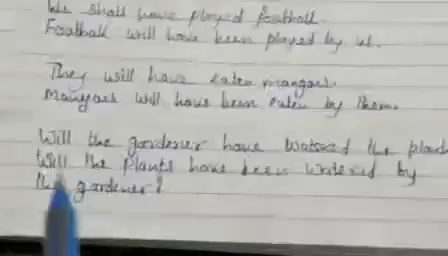 We shall have played football.
Football will have been played by us.
They will have eaten mangoes.
Mangoes will have been eaten by them.
Will the gardener have watered the plan
Will the plants have been watered by
the gardener?